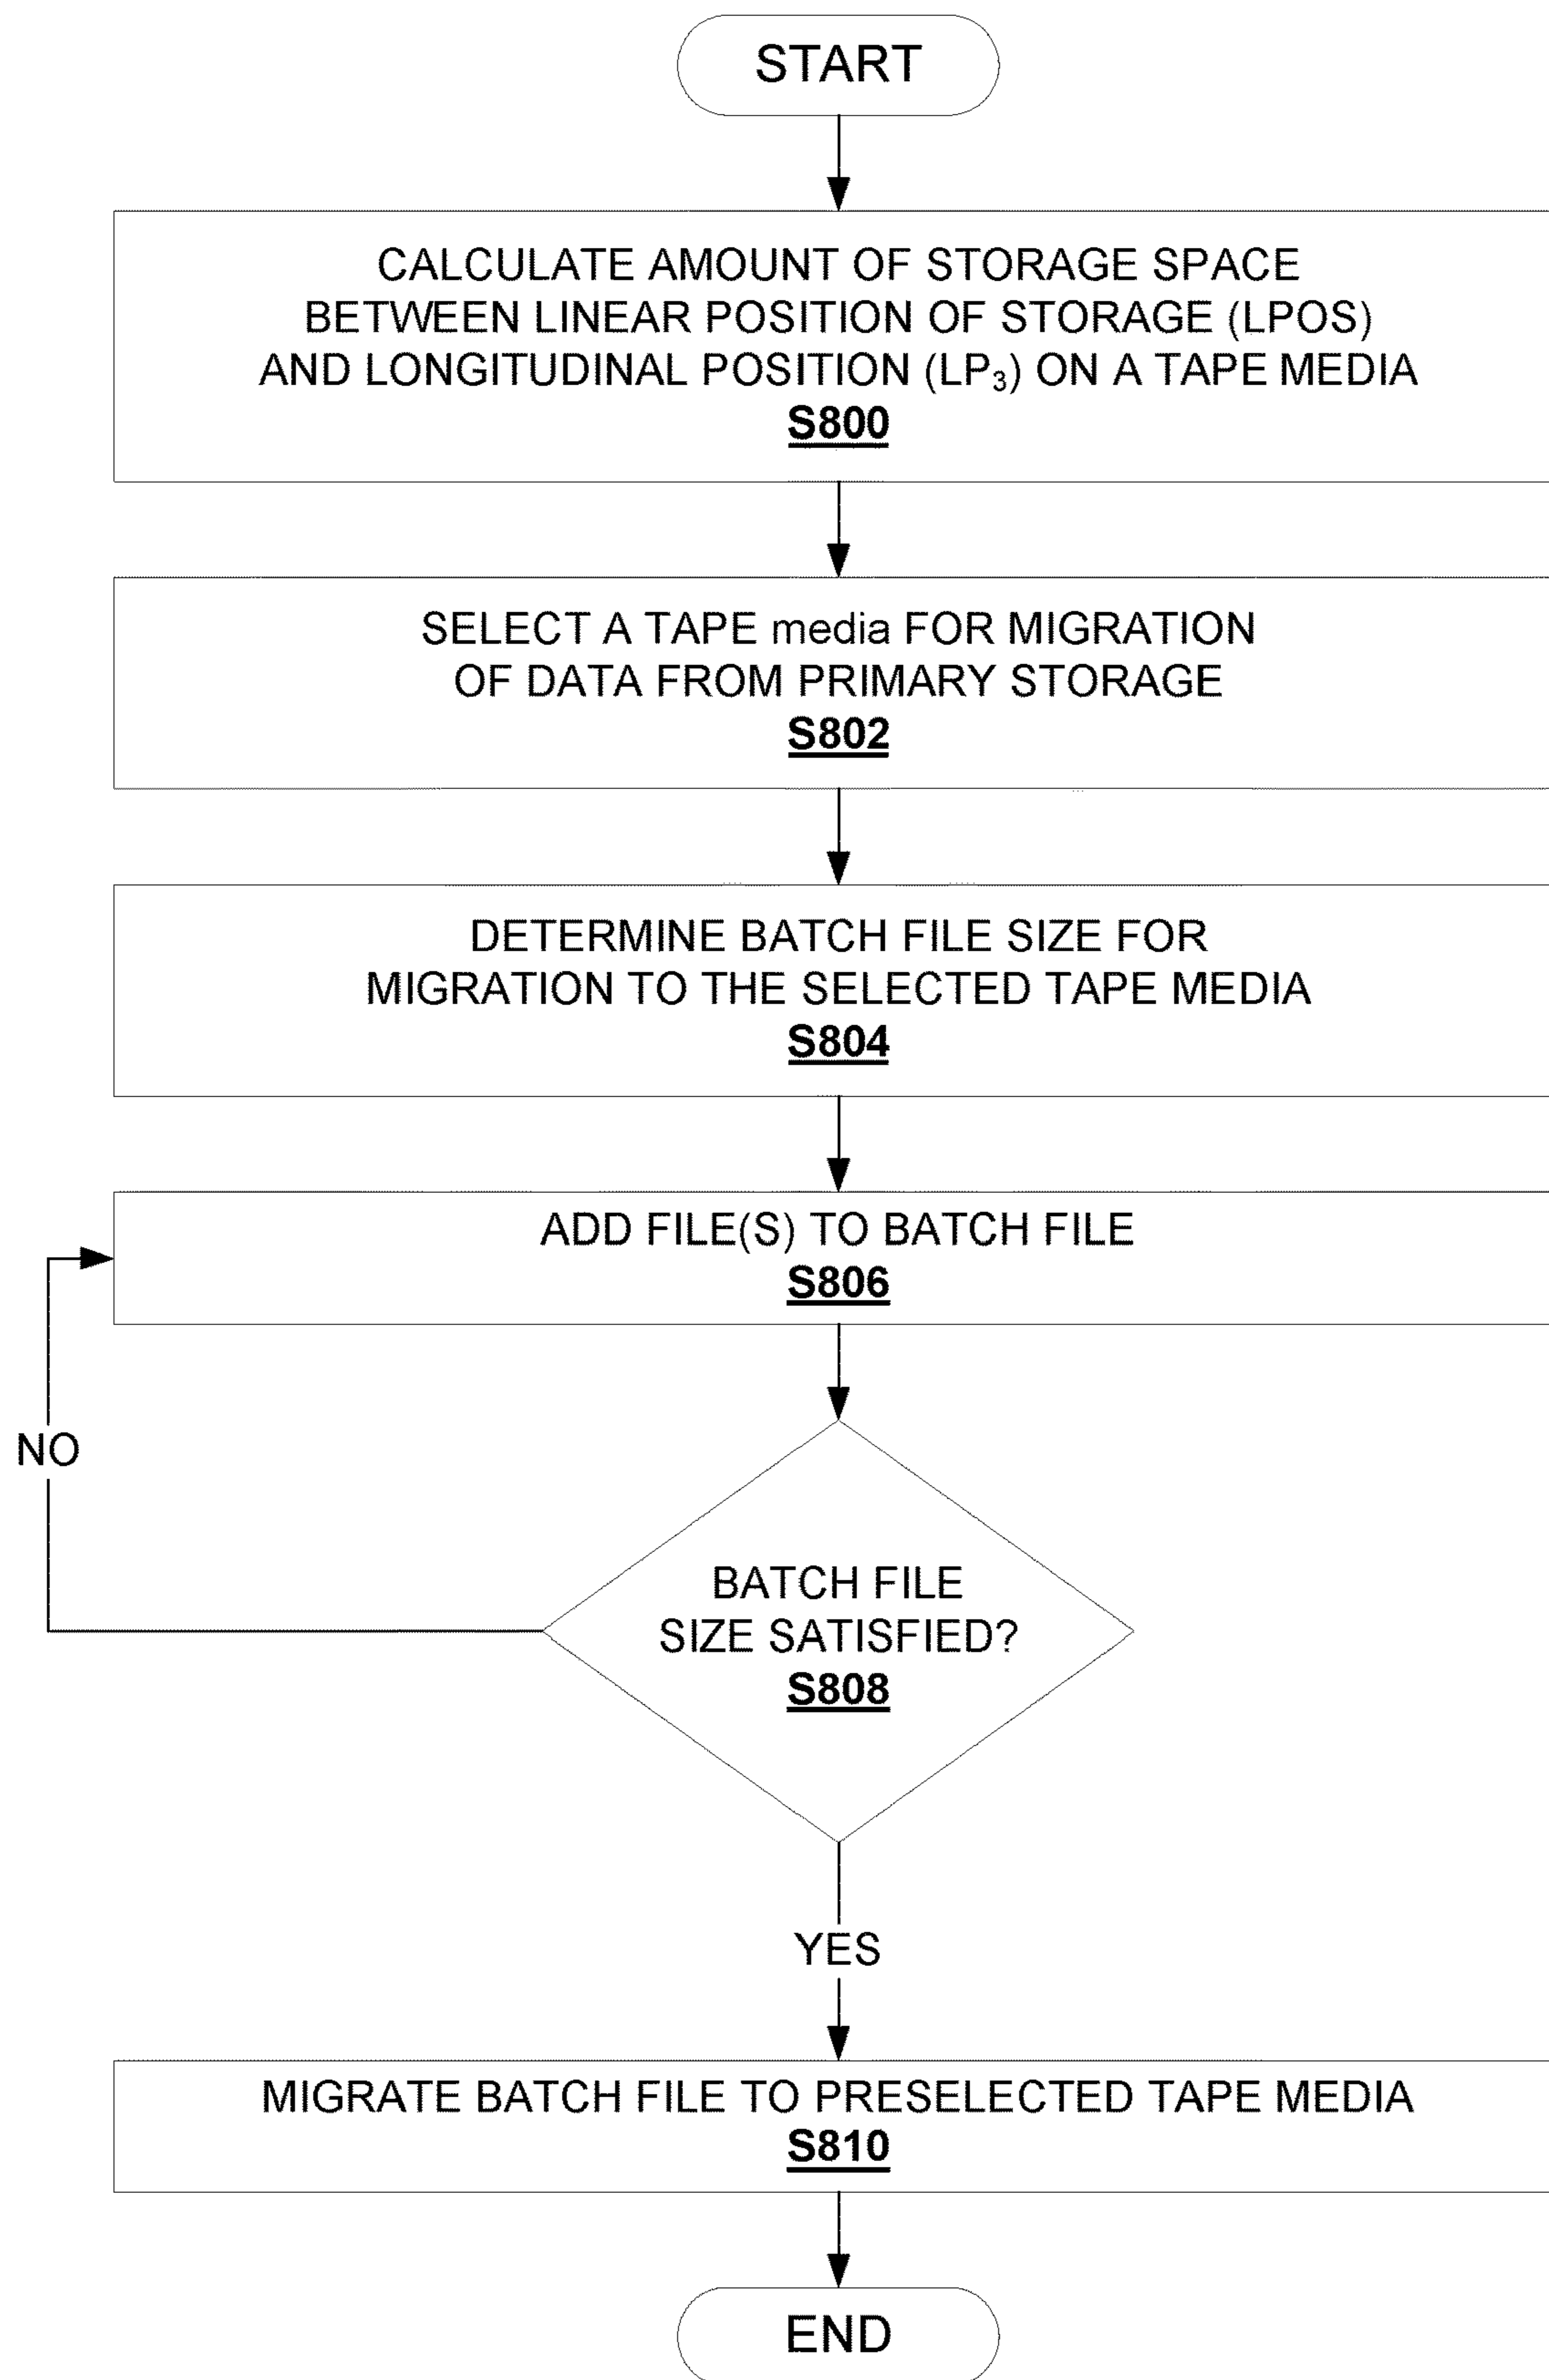 START
CALCULATE AMOUNT OF STORAGE SPACE
BETWEEN LINEAR POSITION OF STORAGE (LPOS)
AND LONGITUDINAL POSITION (LP₃) ON A TAPE MEDIA
S800
SELECT A TAPE media FOR MIGRATION
OF DATA FROM PRIMARY STORAGE
S802
DETERMINE BATCH FILE SIZE FOR
MIGRATION TO THE SELECTED TAPE MEDIA
S804
ADD FILE(S) TO BATCH FILE
S806
NO
BATCH FILE
SIZE SATISFIED?
S808
YES
MIGRATE BATCH FILE TO PRESELECTED TAPE MEDIA
S810
END